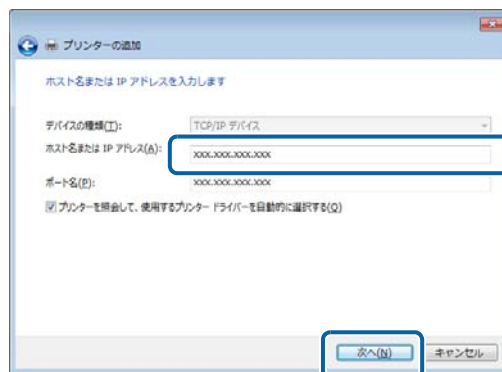 プリンターの追加
ホスト名または IP アドレスを入力します
デバイスの種類(T): TCP/IP デバイス
ホスト名または IP アドレス(A): xxx.xxx.xxx.xxx
ポート名(P): xxx.xxx.xxx.xxx
プリンターを照会して、使用するプリンター ドライバーを自動的に選択する(Q)
次へ(N) キャンセル